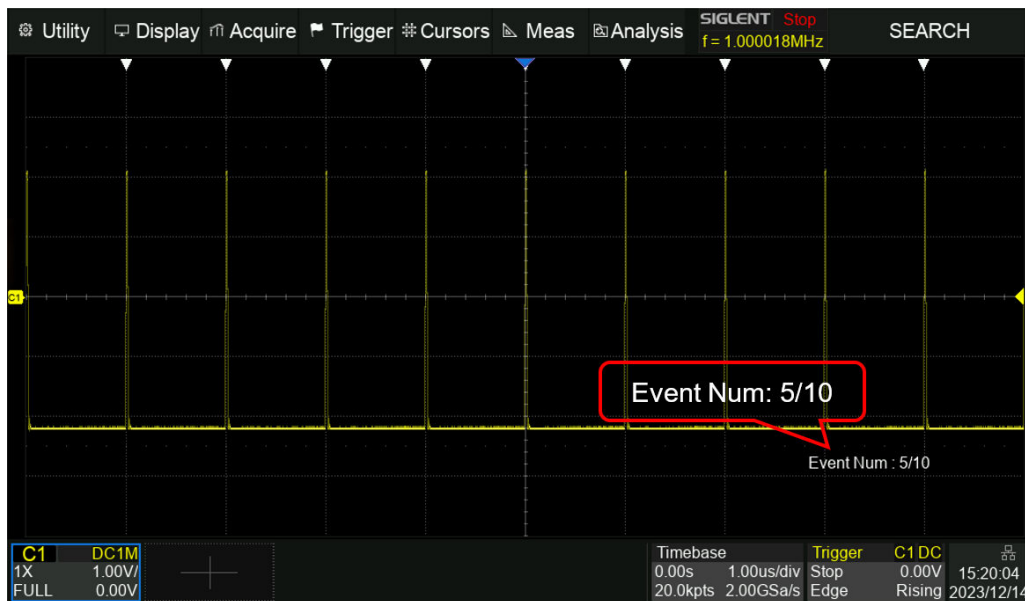 Utility Display Acquire Trigger Cursors Meas Analysis SIGLENT Stop SEARCH
f = 1.000018MHz
C1
Event Num: 5/10
Event Num : 5/10
C1 DC1M
1X 1.00V/
FULL 0.00V
Timebase
0.00s 1.00us/div
20.0kpts 2.00GSa/s
Trigger C1 DC
Stop 0.00V
Edge Rising
15:20:04
2023/12/14